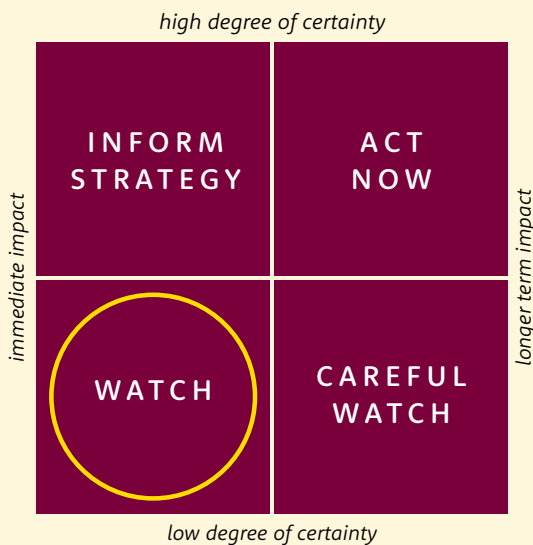 high degree of certainty
immediate impact
INFORM
STRATEGY
ACT
NOW
longer term impact
WATCH
CAREFUL
WATCH
low degree of certainty